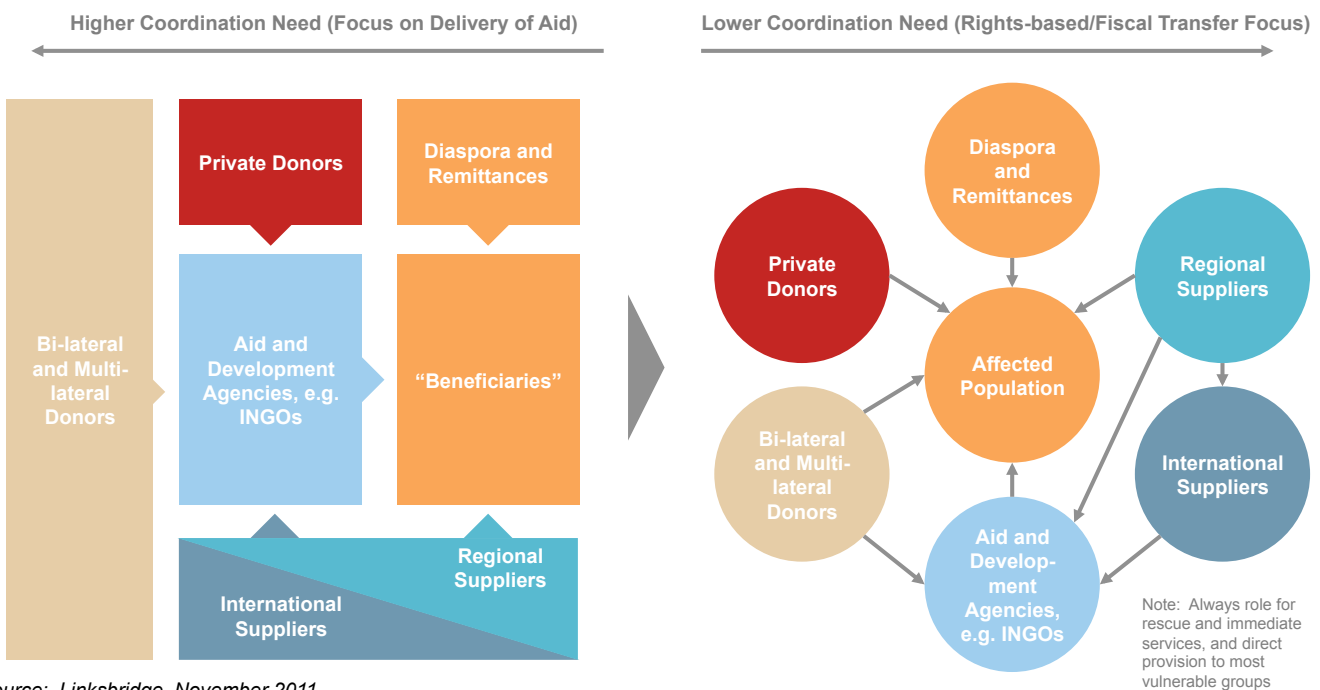 Higher Coordination Need (Focus on Delivery of Aid)
Private Donors
Diaspora and
Remittances
Bi-lateral
and Multi-
lateral
Donors
Aid and
Development
Agencies, e.g.
INGOs
“Beneficiaries”
Regional
Suppliers
International
Suppliers
Lower Coordination Need (Rights-based/Fiscal Transfer Focus)
Diaspora
and
Remittances
Private
Donors
Regional
Suppliers
Affected
Population
Bi-lateral
and Multi-
lateral
Donors
International
Suppliers
Aid and
Develop-
ment
Agencies,
e.g. INGOs
Note: Always role for
rescue and immediate
services, and direct
provision to most
vulnerable groups
Linksbridge, November 2011